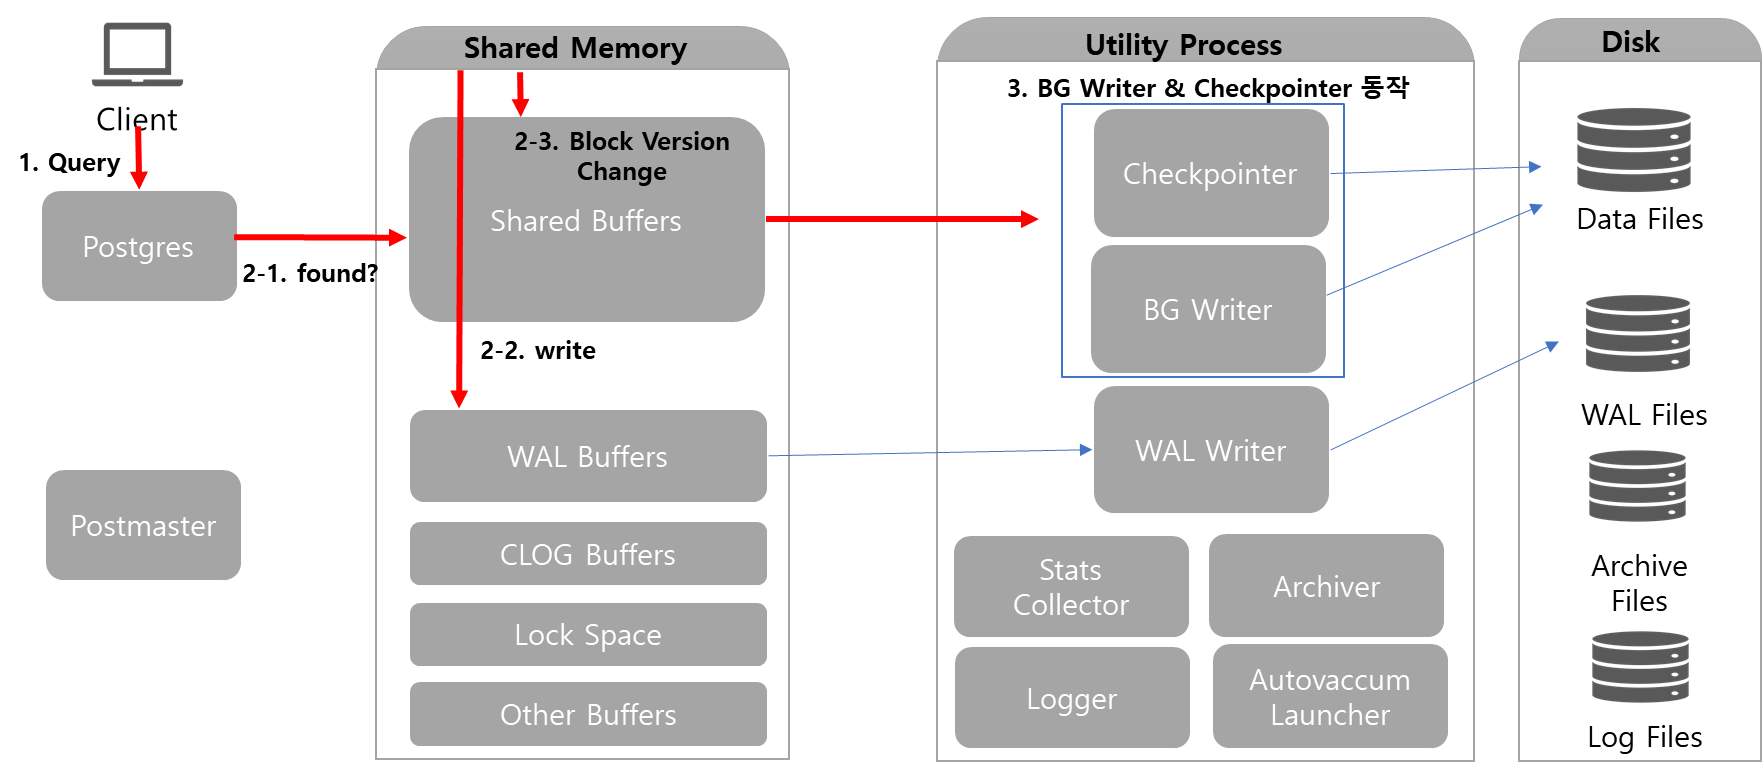 Client
1. Query
Postgres
2-1. found?
Postmaster
Shared Memory
2-3. Block Version
Change
Shared Buffers
2-2. write
WAL Buffers
CLOG Buffers
Lock Space
Other Buffers
Utility Process
3. BG Writer & Checkpointer 동작
Checkpointer
BG Writer
WAL Writer
Stats
Collector
Archiver
Logger
Autovaccum
Launcher
Disk
Data Files
WAL Files
Archive
Files
Log Files